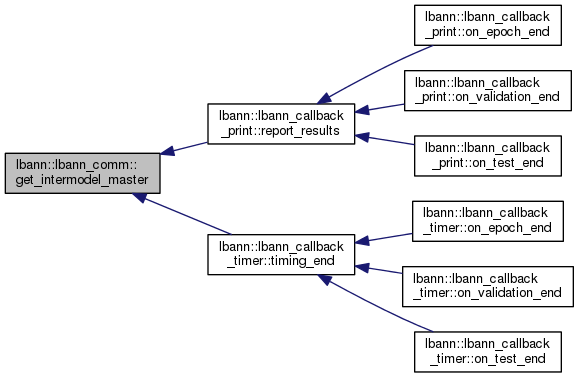 lbann::lbann_callback
_print::on_epoch_end
lbann::lbann_callback
_print::on_validation_end
lbann::lbann_callback
_print::report_results
lbann::lbann_callback
_print::on_test_end
lbann::lbann_comm::
get_intermodel_master
lbann::lbann_callback
_timer::on_epoch_end
lbann::lbann_callback
_timer::timing_end
lbann::lbann_callback
_timer::on_validation_end
lbann::lbann_callback
_timer::on_test_end